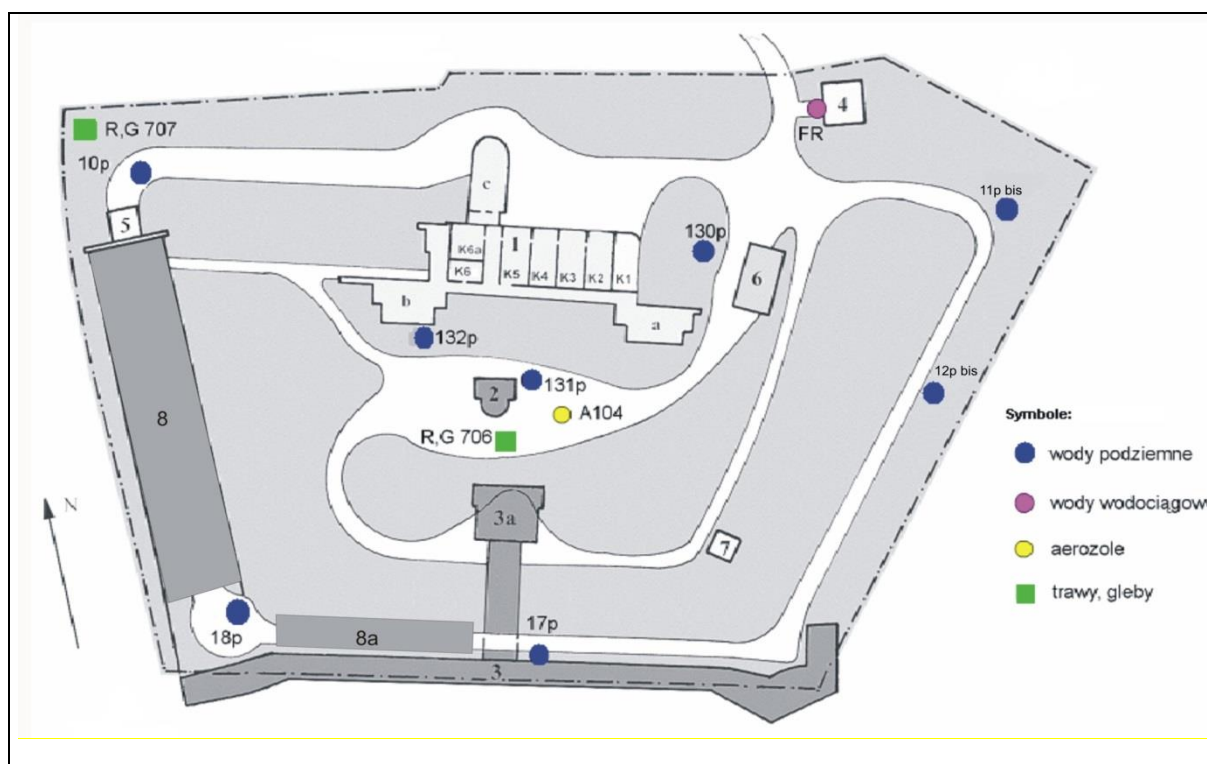 4
FR
R,G 707
10p
c
11p bis
5
130p
K6a
1
K6
K5
K4
K3
K2
K1
6
b
a
132p
131p
12p bis
2
A104
8
Symbole:
R,G 706
wody podziemne
N
wody wodociągow
3a
7
aerozole
trawy, gleby
18p
8a
17p
3